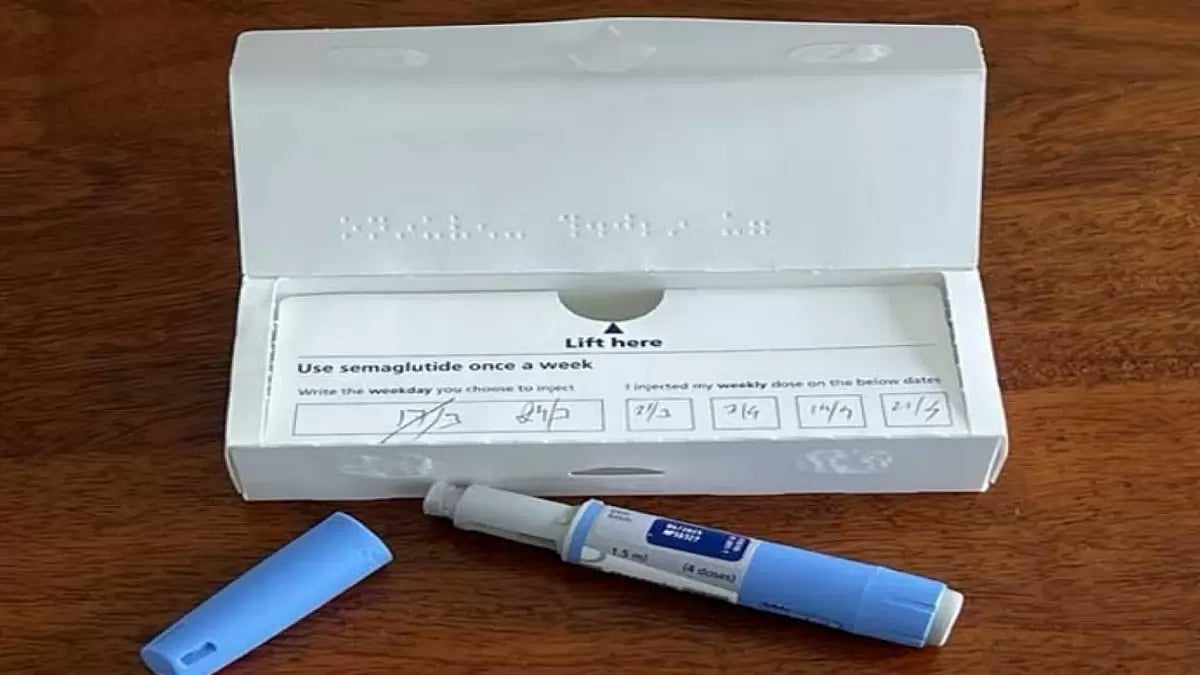 Lift here
Use semaglutide once a week
Write the weekday you choose to inject
I injected my weekly dose on the below dates
17/3 24/3 31/3 7/4 14/4 21/4
1.5 ml
(4 doses)